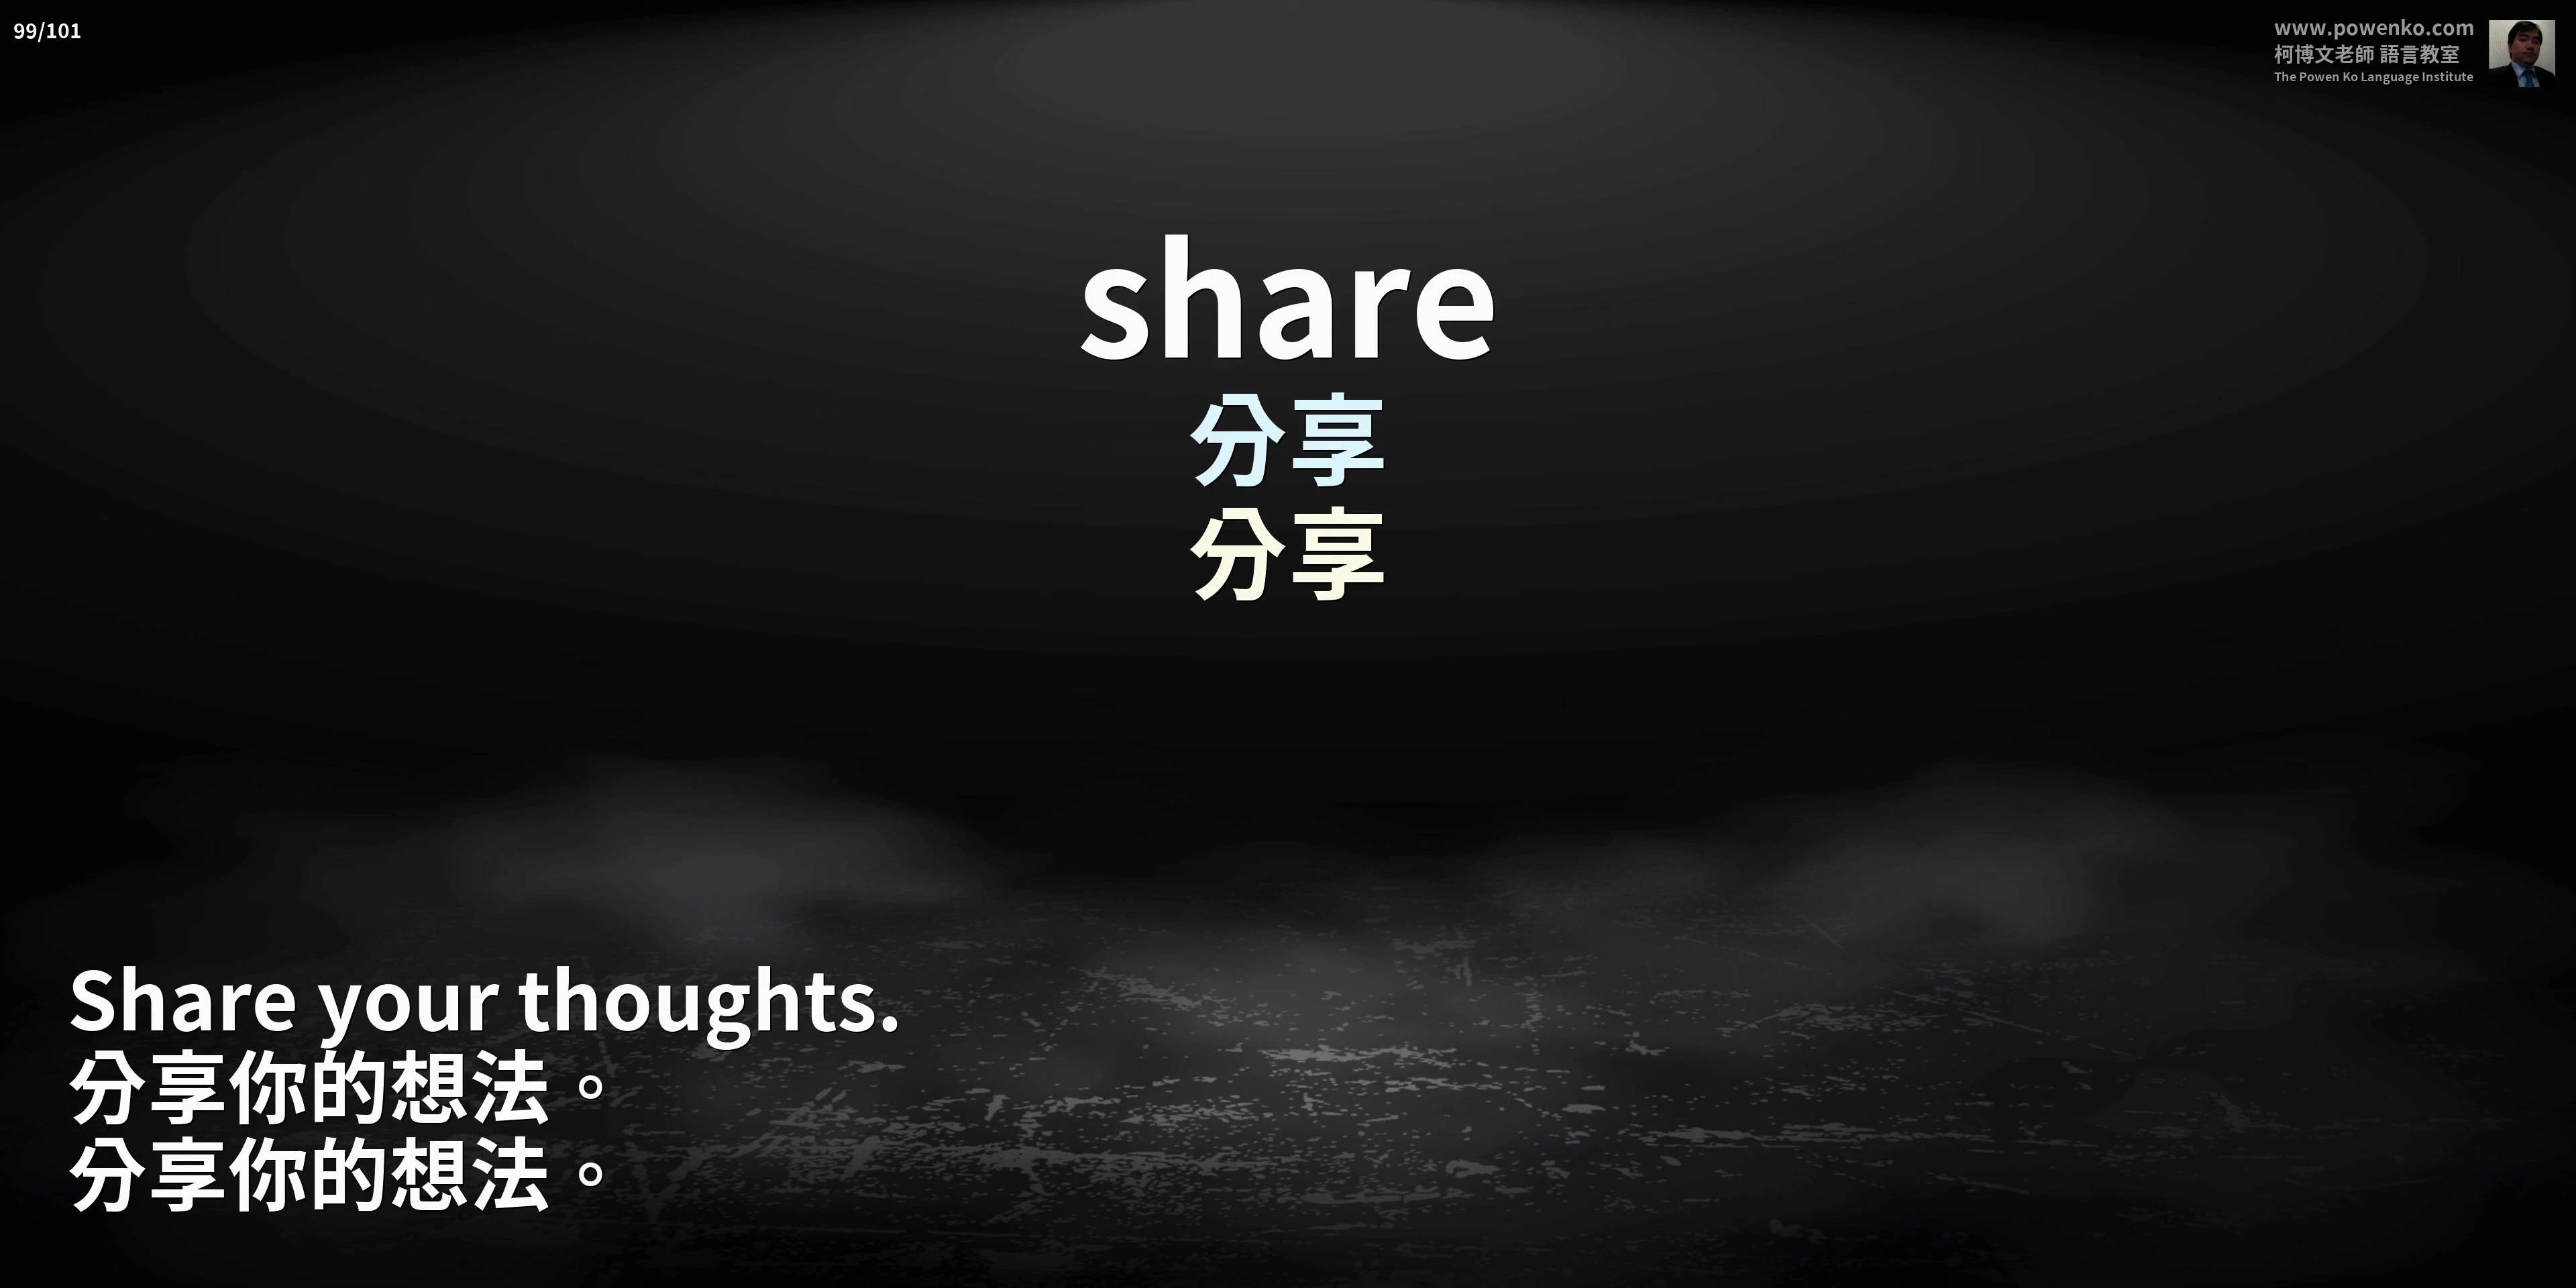 99/101
www.powenko.com
柯博文老師 語言教室
The Powen Ko Language Institute
share
分享
分享
Share your thoughts.
分享你的想法。
分享你的想法。